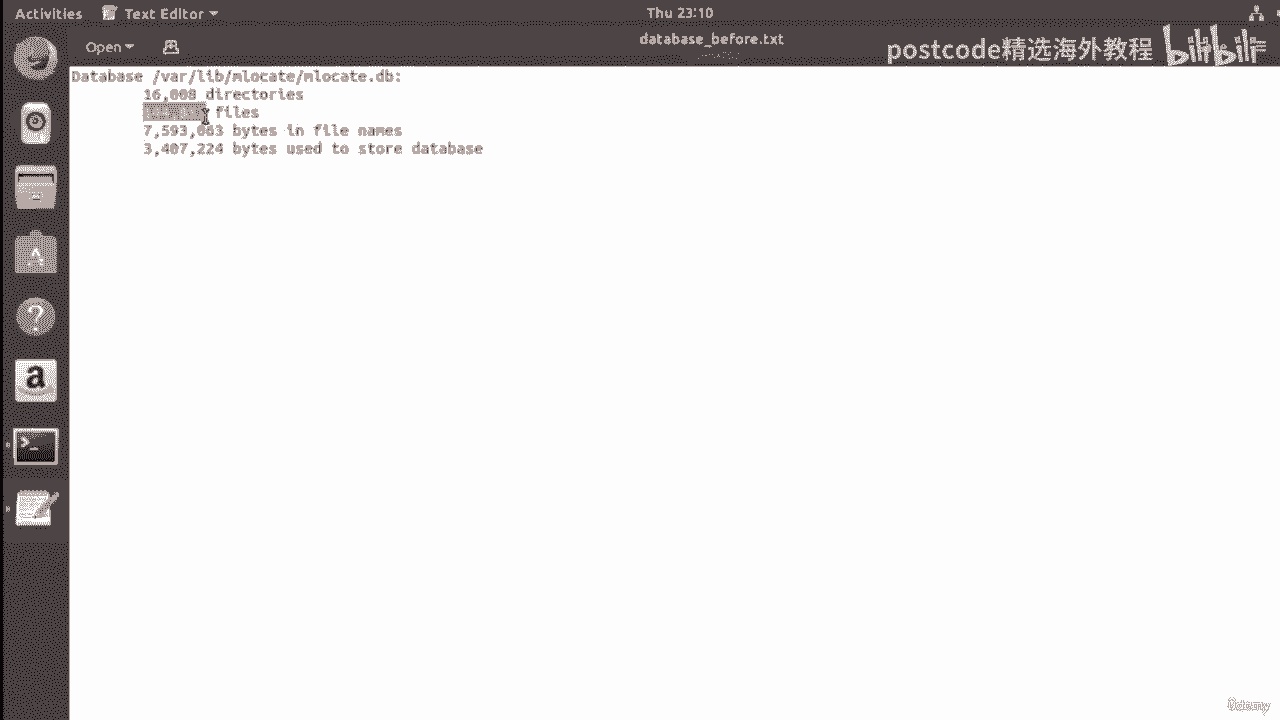 Activities Text Editor Thu 23:10
Open database_before.txt
postcode精选海外教程 bilibili
Database /var/lib/mlocate/mlocate.db:
16,008 directories
files
7,593,063 bytes in file names
3,407,224 bytes used to store database
Udemy